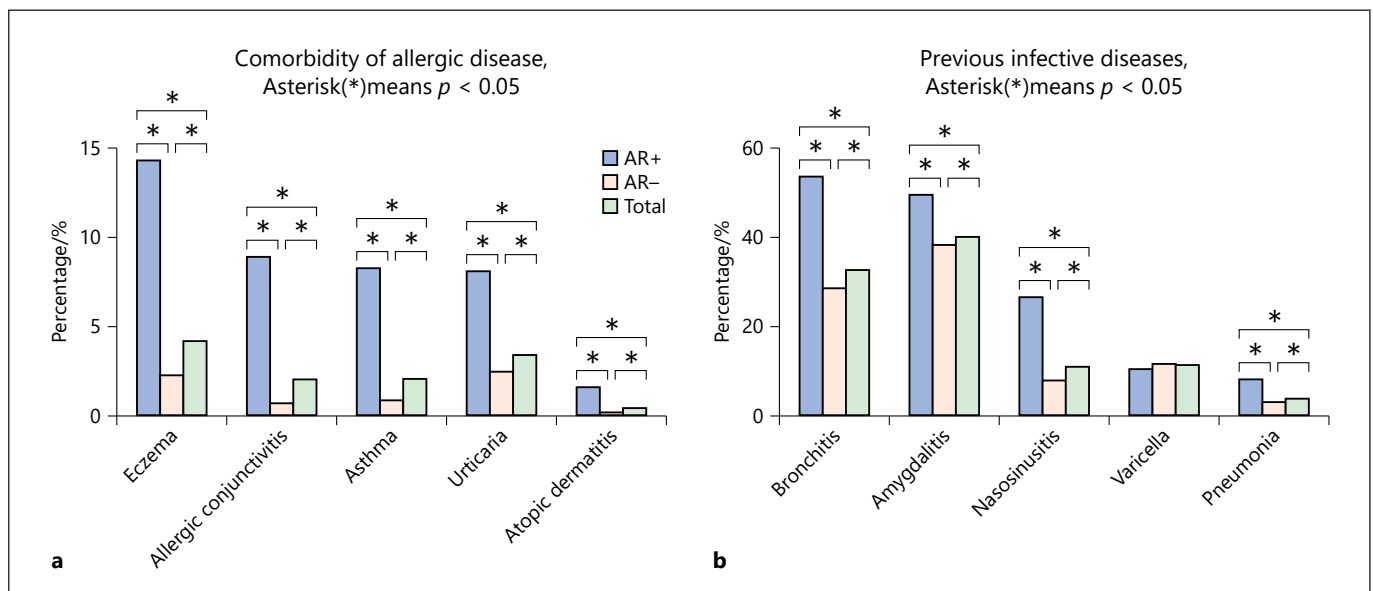 Comorbidity of allergic disease,
Asterisk(*)means p < 0.05
* 
* *
*
* *
*
* *
*
* *
*
* *
15
10
5
0
Percentage/%
AR+
AR–
Total
Eczema
Allergic conjunctivitis
Asthma
Urticaria
Atopic dermatitis
a
Previous infective diseases,
Asterisk(*)means p < 0.05
*
* *
*
* *
*
* *
*
* *
60
40
20
0
Percentage/%
Bronchitis
Amygdalitis
Nasosinusitis
Varicella
Pneumonia
b